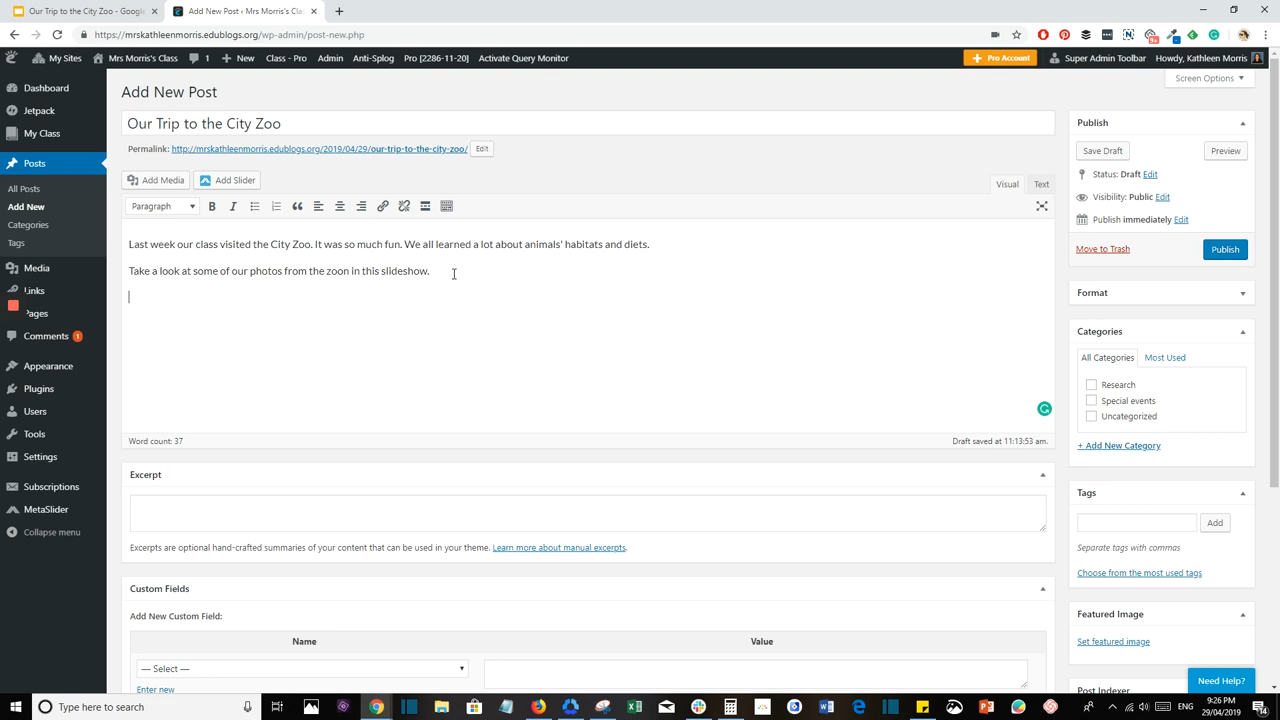 Our Trip to the City Zoo - Google
Add New Post ‹ Mrs Morris's Cla
https://mrskathleenmorris.edublogs.org/wp-admin/post-new.php
My Sites
Mrs Morris's Class
1
New
Class - Pro
Admin
Anti-Splog
Pro [2286-11-20]
Activate Query Monitor
Pro Account
Super Admin Toolbar
Howdy, Kathleen Morris
Dashboard
Jetpack
My Class
Posts
All Posts
Add New
Categories
Tags
Media
Links
Pages
Comments 1
Appearance
Plugins
Users
Tools
Settings
Subscriptions
MetaSlider
Collapse menu
Screen Options
Add New Post
Our Trip to the City Zoo
Permalink: http://mrskathleenmorris.edublogs.org/2019/04/29/our-trip-to-the-city-zoo/ Edit
Add Media
Add Slider
Visual
Text
Paragraph
B
I
Last week our class visited the City Zoo. It was so much fun. We all learned a lot about animals' habitats and diets.
Take a look at some of our photos from the zoon in this slideshow.
Word count: 37
Draft saved at 11:13:53 am.
Excerpt
Excerpts are optional hand-crafted summaries of your content that can be used in your theme. Learn more about manual excerpts.
Custom Fields
Add New Custom Field:
Name
Value
— Select —
Enter new
Publish
Save Draft
Preview
Status: Draft Edit
Visibility: Public Edit
Publish immediately Edit
Move to Trash
Publish
Format
Categories
All Categories
Most Used
Research
Special events
Uncategorized
+ Add New Category
Tags
Add
Separate tags with commas
Choose from the most used tags
Featured Image
Set featured image
Need Help?
Post Indexer
Type here to search
ENG
9:26 PM
29/04/2019